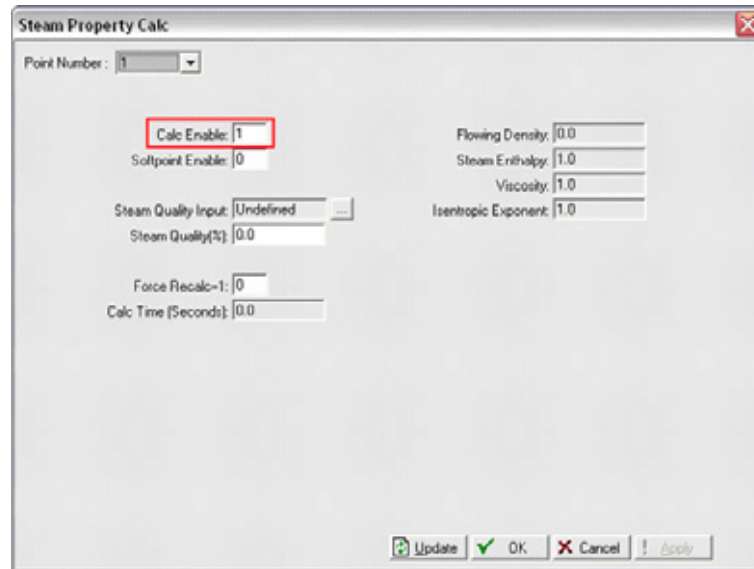 Steam Property Calc
Point Number : 1
Calc Enable: 1
Softpoint Enable: 0
Steam Quality Input: Undefined ...
Steam Quality(%): 0.0
Force Recalc-1: 0
Calc Time (Seconds): 0.0
Flowing Density: 0.0
Steam Enthalpy: 1.0
Viscosity: 1.0
Isentropic Exponent: 1.0
Update
OK
Cancel
! Apply